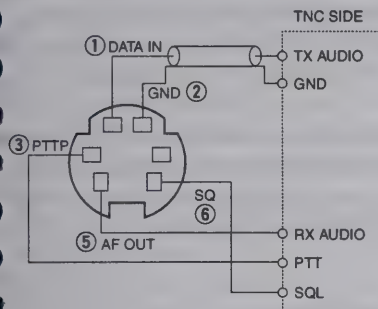 TNC SIDE
① DATA IN
TX AUDIO
GND ②
GND
③ PTTP
SQ
⑥
⑤ AF OUT
RX AUDIO
PTT
SQL